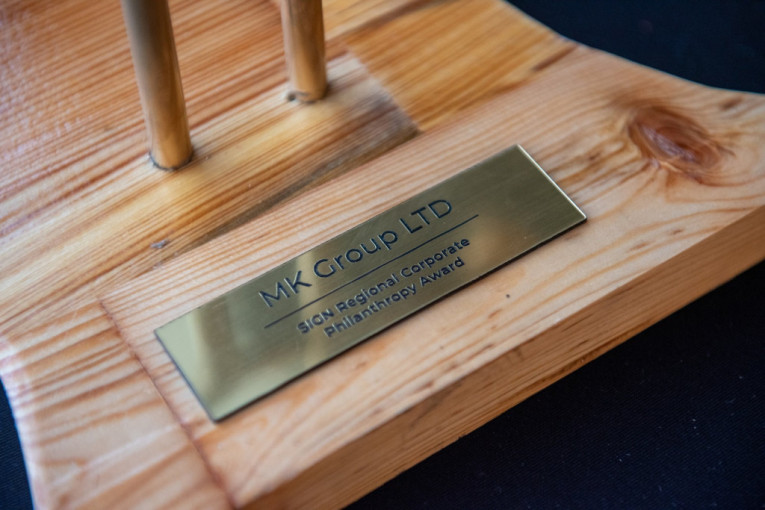 MK Group LTD
SIGN Regional Corporate
Philanthropy Award